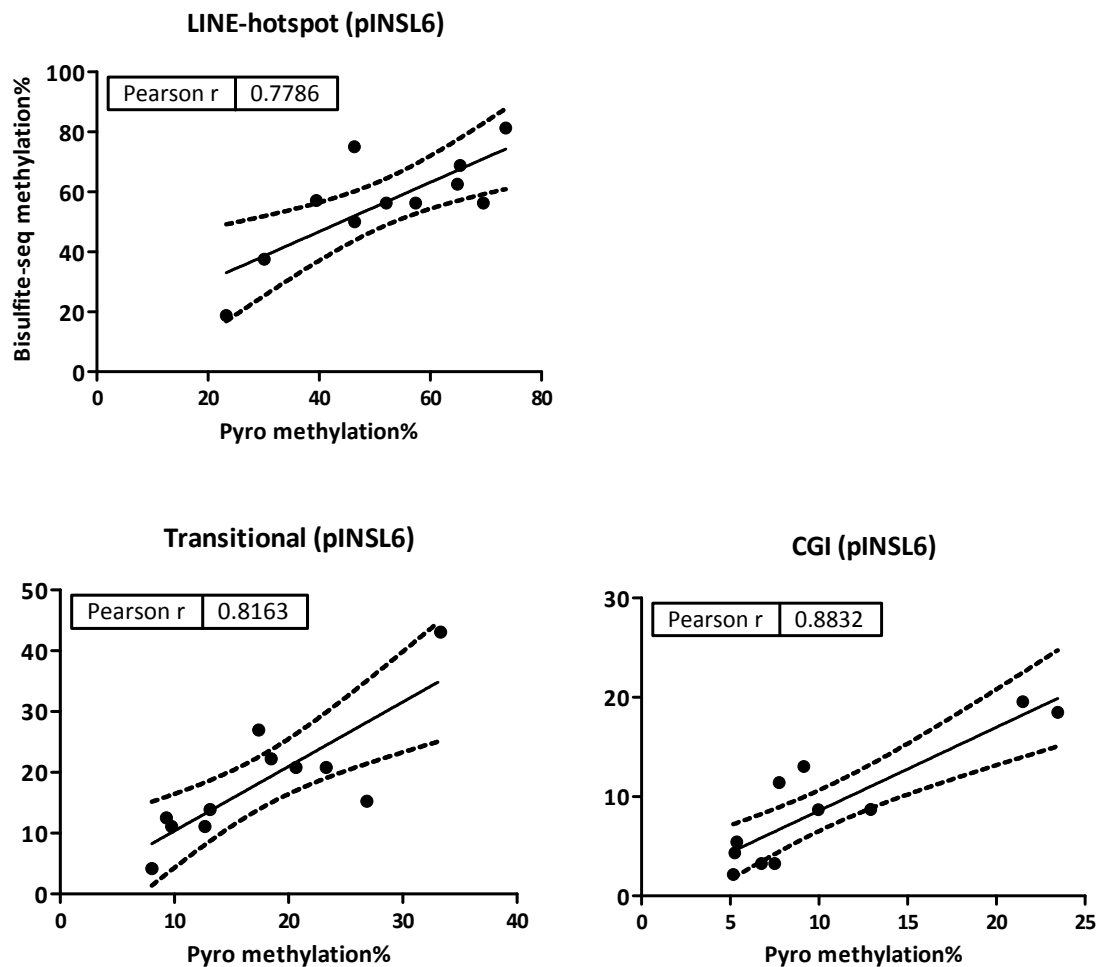 LINE-hotspot (pINSL6)
Pearson r 0.7786
Bisulfite-seq methylation%
100
80
60
40
20
0
0 20 40 60 80
Pyro methylation%
Transitional (pINSL6)
Pearson r 0.8163
50
40
30
20
10
0
0 10 20 30 40
Pyro methylation%
CGI (pINSL6)
Pearson r 0.8832
30
20
10
0
0 5 10 15 20 25
Pyro methylation%